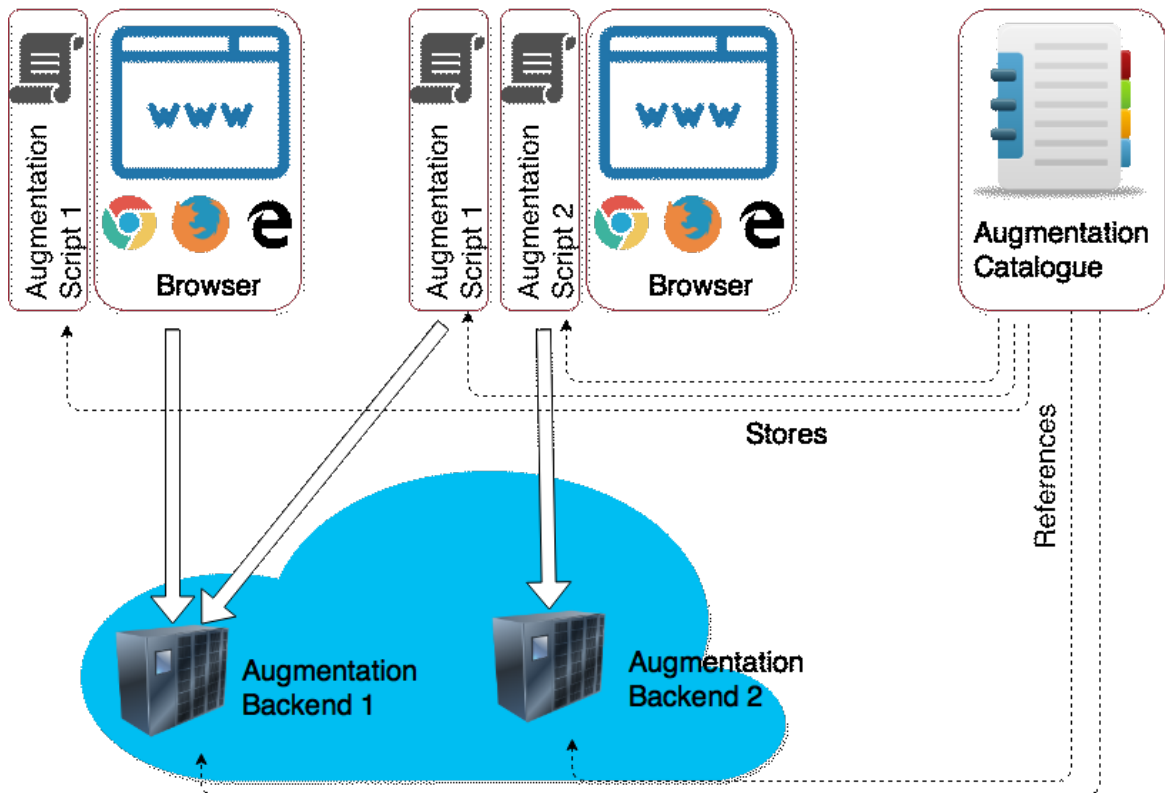 Augmentation
Script 1
WWW
Browser
Augmentation
Script 1
Augmentation
Script 2
WWW
Browser
Augmentation
Catalogue
Stores
References
Augmentation
Backend 1
Augmentation
Backend 2